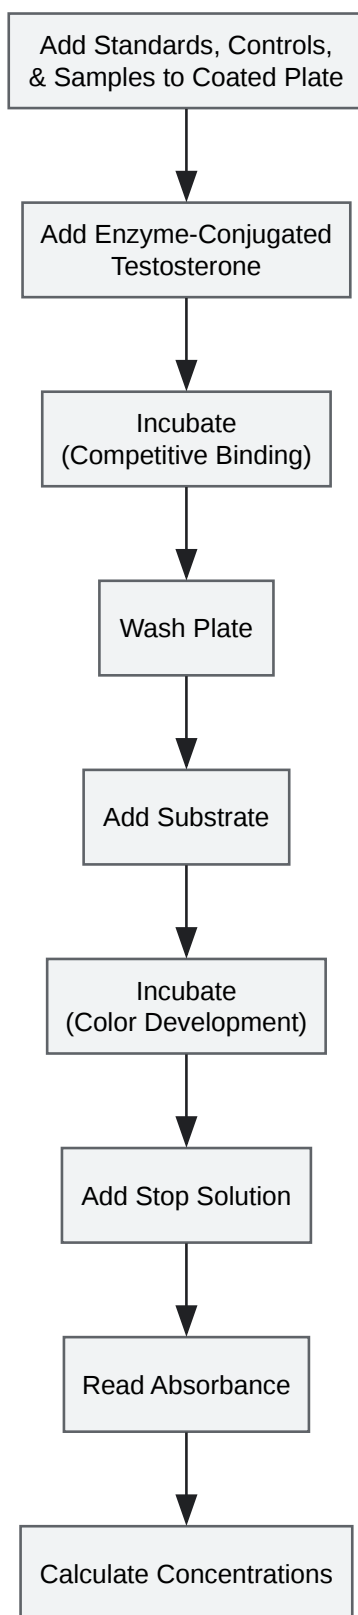 Add Standards, Controls,
& Samples to Coated Plate
Add Enzyme-Conjugated
Testosterone
Incubate
(Competitive Binding)
Wash Plate
Add Substrate
Incubate
(Color Development)
Add Stop Solution
Read Absorbance
Calculate Concentrations